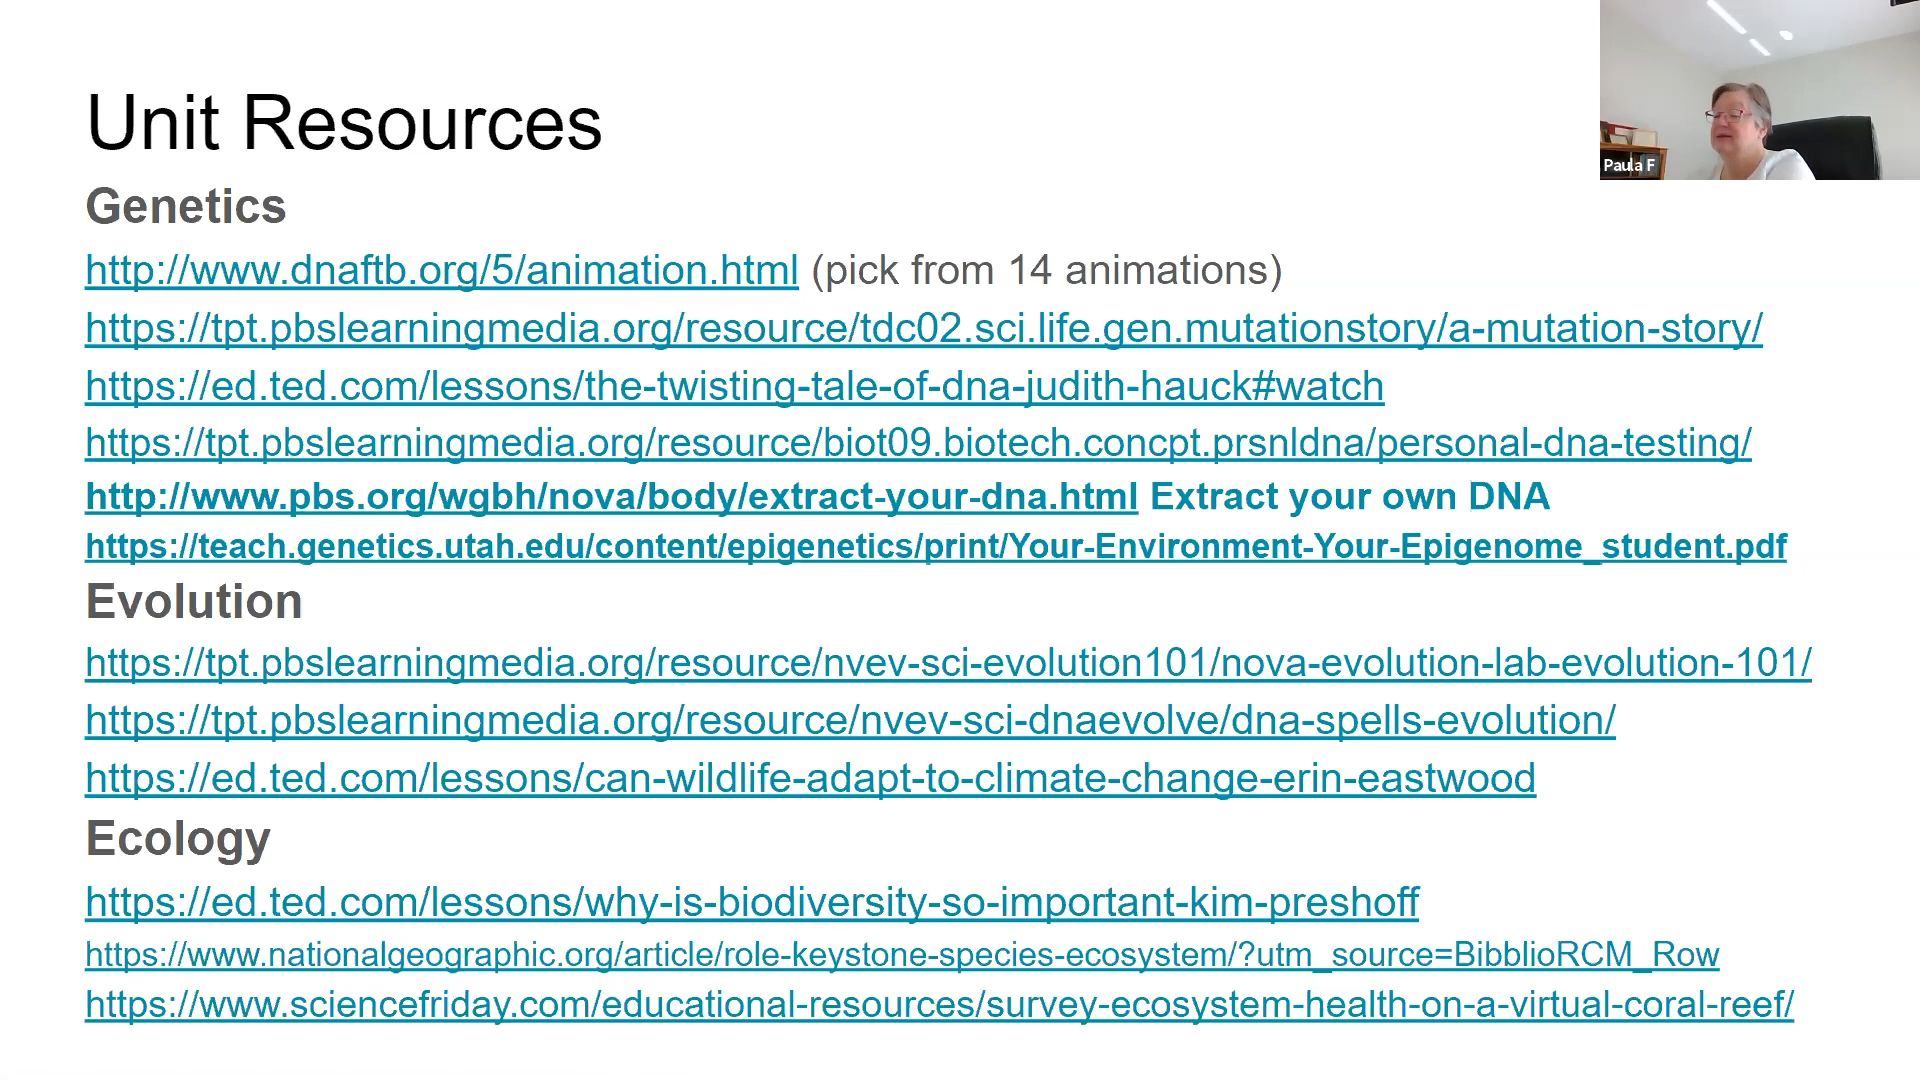 Unit Resources
Paula F
Genetics
http://www.dnaftb.org/5/animation.html (pick from 14 animations)
https://tpt.pbslearningmedia.org/resource/tdc02.sci.life.gen.mutationstory/a-mutation-story/
https://ed.ted.com/lessons/the-twisting-tale-of-dna-judith-hauck#watch
https://tpt.pbslearningmedia.org/resource/biot09.biotech.concpt.prsnldna/personal-dna-testing/
http://www.pbs.org/wgbh/nova/body/extract-your-dna.html Extract your own DNA
https://teach.genetics.utah.edu/content/epigenetics/print/Your-Environment-Your-Epigenome_student.pdf
Evolution
https://tpt.pbslearningmedia.org/resource/nvev-sci-evolution101/nova-evolution-lab-evolution-101/
https://tpt.pbslearningmedia.org/resource/nvev-sci-dnaevolve/dna-spells-evolution/
https://ed.ted.com/lessons/can-wildlife-adapt-to-climate-change-erin-eastwood
Ecology
https://ed.ted.com/lessons/why-is-biodiversity-so-important-kim-preshoff
https://www.nationalgeographic.org/article/role-keystone-species-ecosystem/?utm_source=BibblioRCM_Row
https://www.sciencefriday.com/educational-resources/survey-ecosystem-health-on-a-virtual-coral-reef/